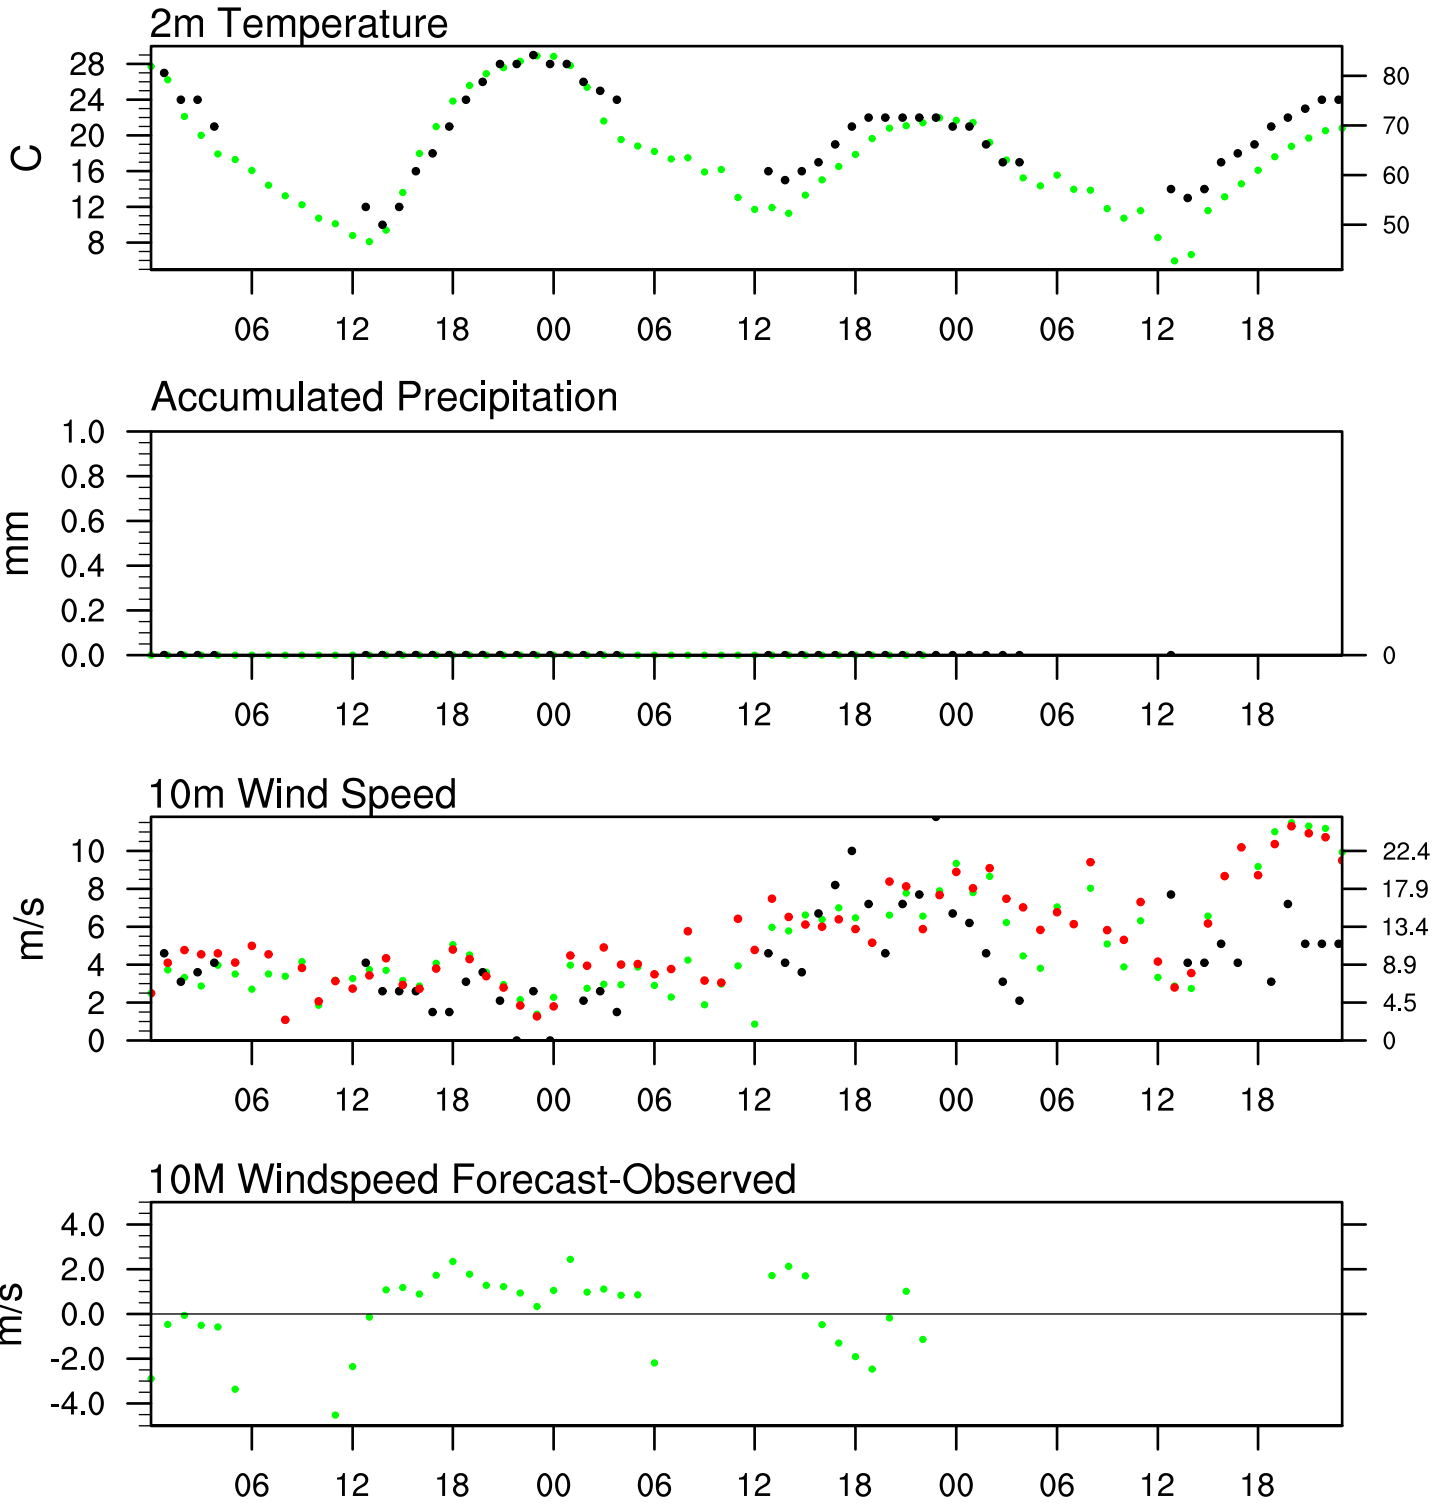 2m Temperature
28
24
20
16
12
8
C
80
70
60
50
06 12 18 00 06 12 18 00 06 12 18
Accumulated Precipitation
1.0
0.8
0.6
0.4
0.2
0.0
mm
0
06 12 18 00 06 12 18 00 06 12 18
10m Wind Speed
10
8
6
4
2
0
m/s
22.4
17.9
13.4
8.9
4.5
0
06 12 18 00 06 12 18 00 06 12 18
10M Windspeed Forecast-Observed
4.0
2.0
0.0
-2.0
-4.0
m/s
06 12 18 00 06 12 18 00 06 12 18